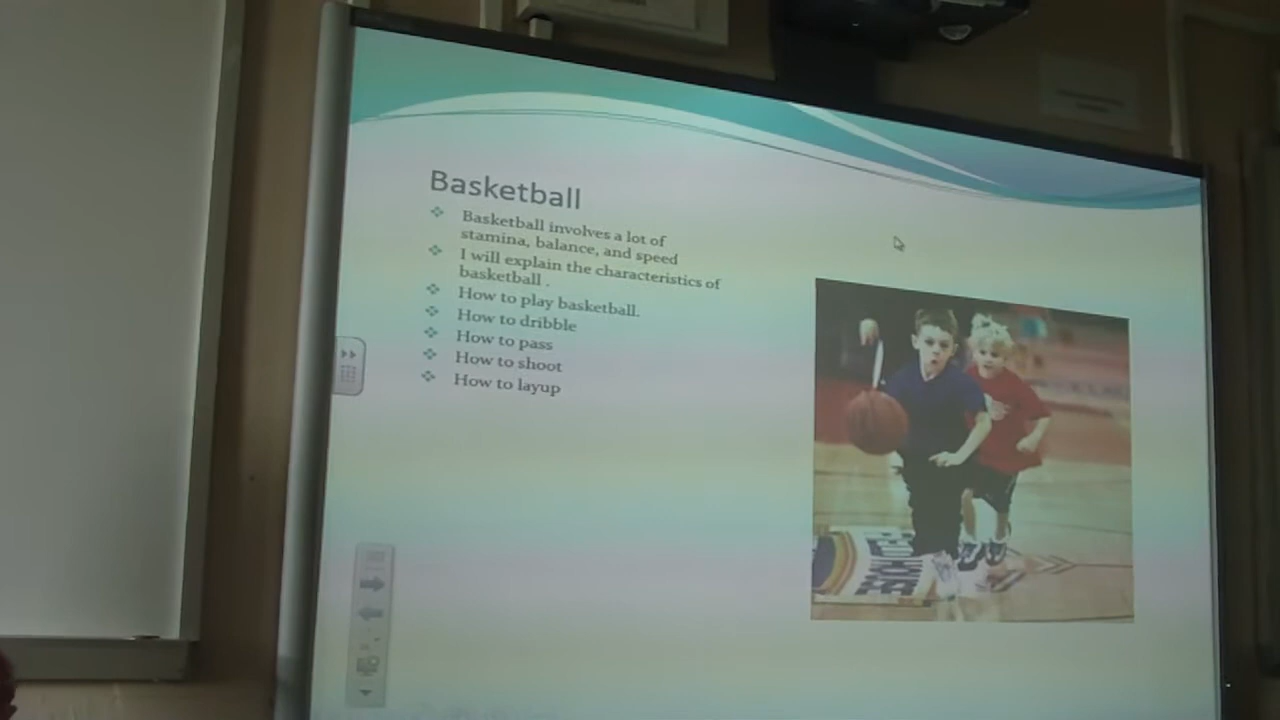 Basketball
Basketball involves a lot of
stamina, balance, and speed
I will explain the characteristics of
basketball .
How to play basketball.
How to dribble
How to pass
How to shoot
How to layup